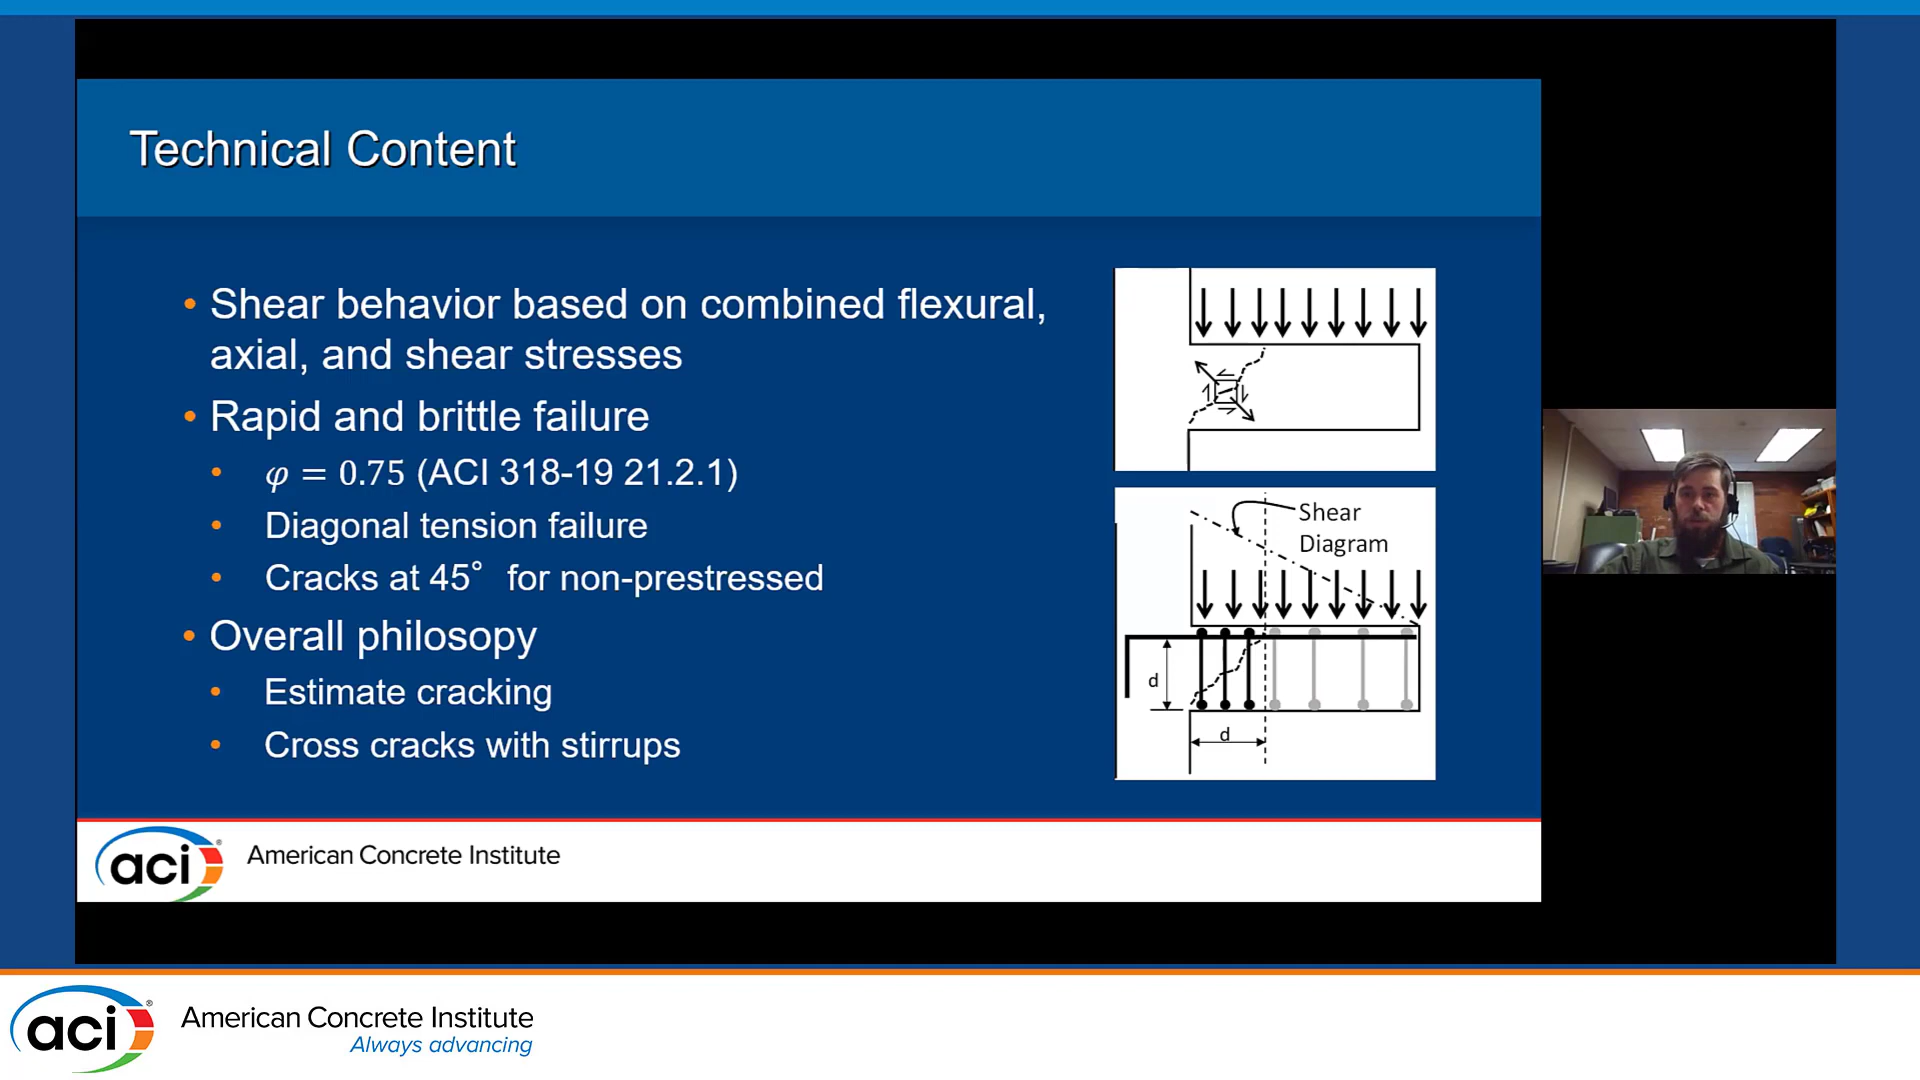 Technical Content
• Shear behavior based on combined flexural,
axial, and shear stresses
• Rapid and brittle failure
• φ = 0.75 (ACI 318-19 21.2.1)
• Diagonal tension failure
• Cracks at 45° for non-prestressed
• Overall philosopy
• Estimate cracking
• Cross cracks with stirrups
Shear
Diagram
d
d
aci®
American Concrete Institute
aci®
American Concrete Institute
Always advancing